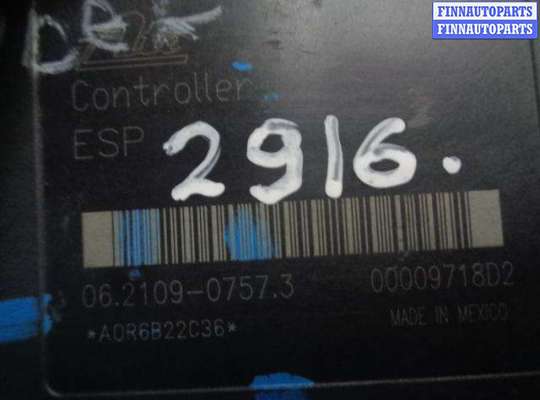 FINNAUTOPARTS
FINNAUTOPARTS
Controller
ESP
2916.
06.2109-0757.3
00009718D2
*A0R6B22C36*
MADE IN MEXICO